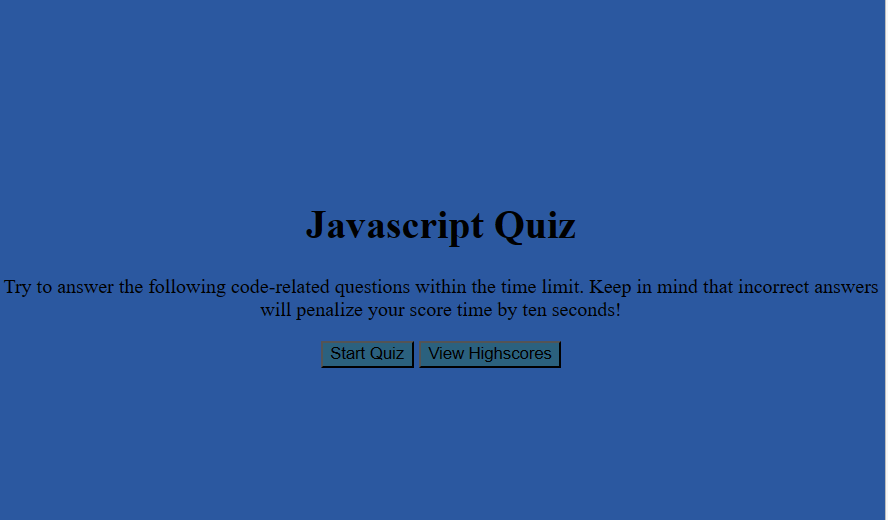 Javascript Quiz
Try to answer the following code-related questions within the time limit. Keep in mind that incorrect answers
will penalize your score time by ten seconds!
Start Quiz View Highscores